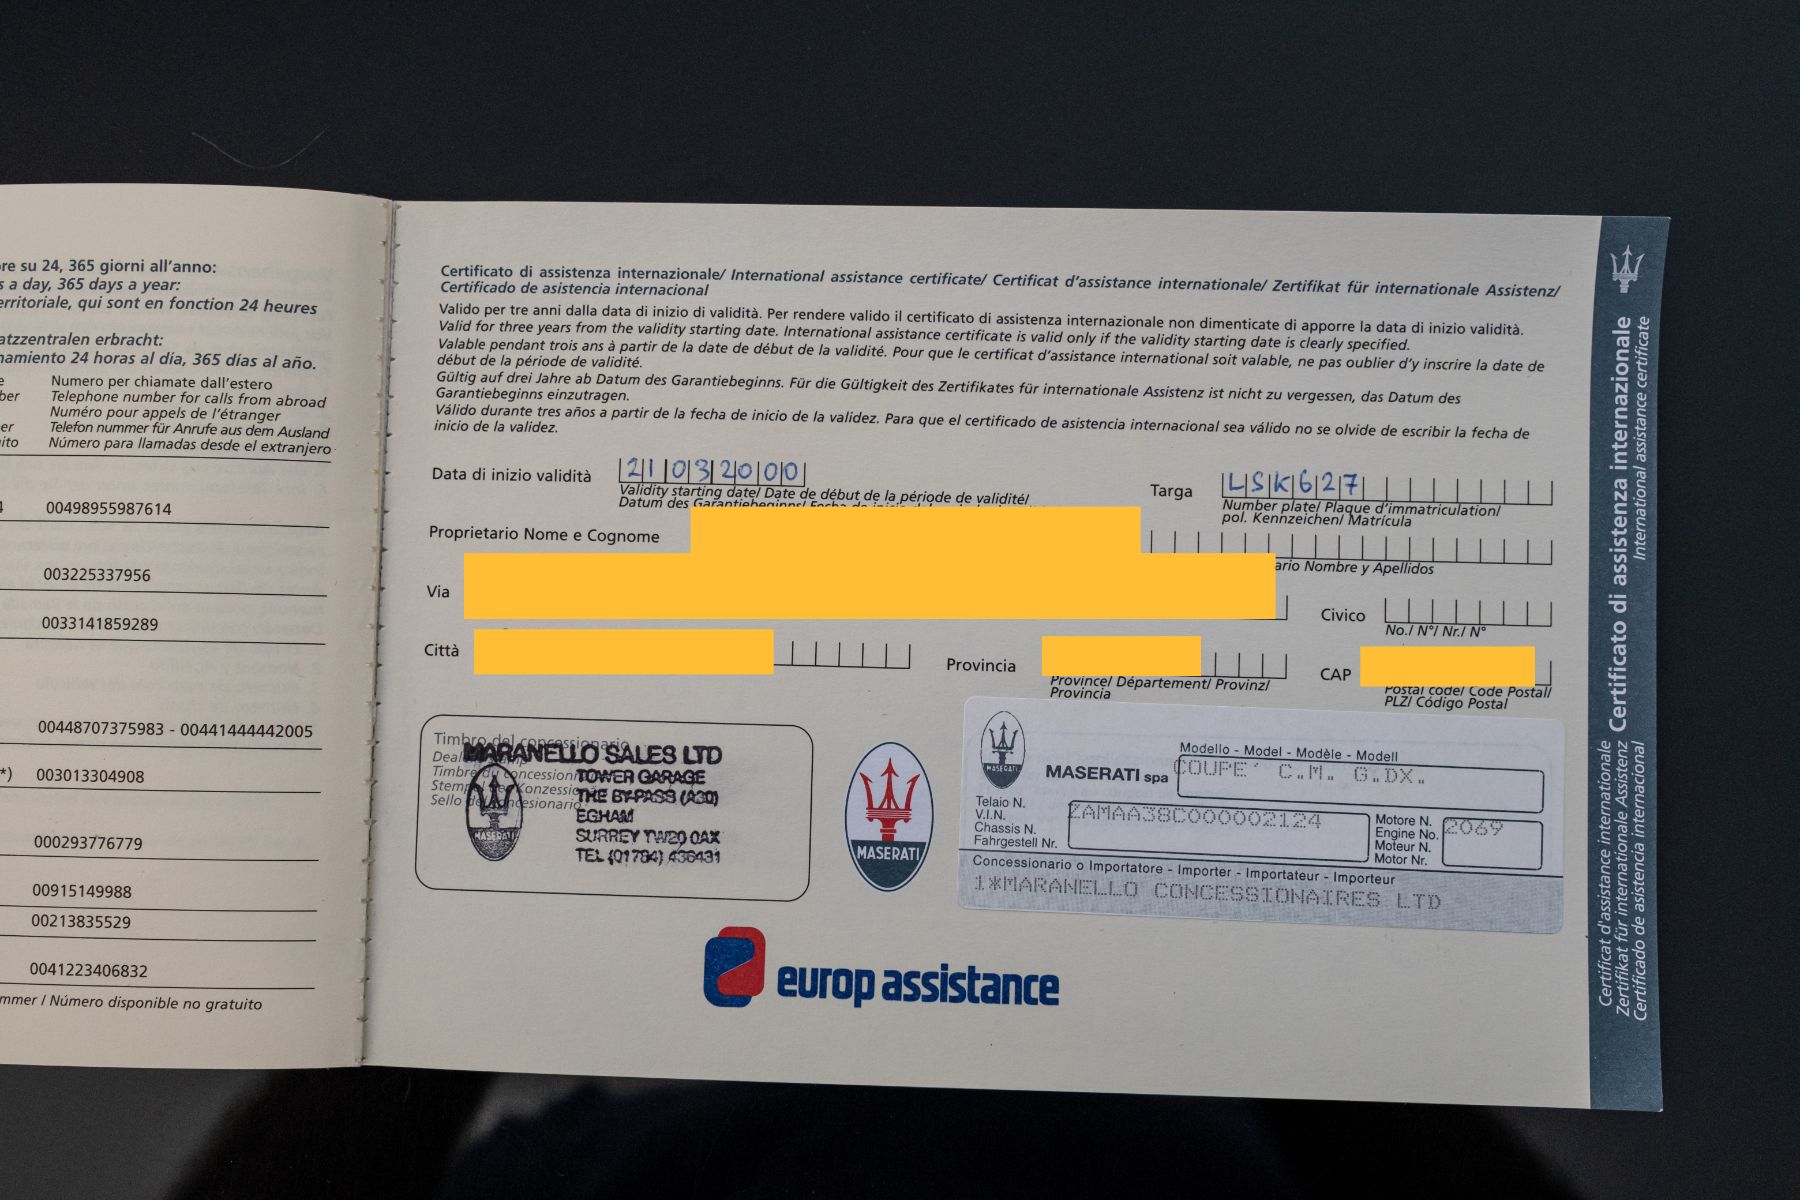 re su 24, 365 giorni all'anno:
s a day, 365 days a year:
erritoriale, qui sont en fonction 24 heures
atzzentralen erbracht:
namiento 24 horas al día, 365 días al año.
Numero per chiamate dall'estero
ber Telephone number for calls from abroad
Numéro pour appels de l'étranger
er Telefon nummer für Anrufe aus dem Ausland
ito Número para llamadas desde el extranjero
4 00498955987614
003225337956
0033141859289
00448707375983 - 00441444442005
*) 003013304908
000293776779
00915149988
00213835529
0041223406832
mmer / Número disponible no gratuito
Certificato di assistenza internazionale/ International assistance certificate/ Certificat d'assistance internationale/ Zertifikat für internationale Assistenz/
Certificado de asistencia internacional
Valido per tre anni dalla data di inizio di validità. Per rendere valido il certificato di assistenza internazionale non dimenticate di apporre la data di inizio validità.
Valid for three years from the validity starting date. International assistance certificate is valid only if the validity starting date is clearly specified.
Valable pendant trois ans à partir de la date de début de la validité. Pour que le certificat d'assistance international soit valable, ne pas oublier d'y inscrire la date de
début de la période de validité.
Gültig auf drei Jahre ab Datum des Garantiebeginns. Für die Gültigkeit des Zertifikates für internationale Assistenz ist nicht zu vergessen, das Datum des
Garantiebeginns einzutragen.
Válido durante tres años a partir de la fecha de inicio de la validez. Para que el certificado de asistencia internacional sea válido no se olvide de escribir la fecha de
inicio de la validez.
Data di inizio validità 21032000
Validity starting date/ Date de début de la période de validité/
Datum des Garantiebeginns/
Targa LSK627
Number plate/ Plaque d'immatriculation/
pol. Kennzeichen/ Matrícula
Proprietario Nome e Cognome
ario Nombre y Apellidos
Via
Civico
No./ N°/ Nr./ N°
Città
Provincia
Province/ Département/ Provinz/
Provincia
CAP
Postal code/ Code Postal/
PLZ/ Código Postal
Timbro del concessionario
MARANELLO SALES LTD
TOWER GARAGE
THE BY-PASS (A30)
EGHAM
SURREY TW20 0AX
TEL (01784) 436431
MASERATI
MASERATI
MASERATI
MASERATI spa
Modello - Model - Modèle - Modell
COUPE' C.M. G.DX.
Telaio N.
V.I.N.
Chassis N.
Fahrgestell Nr.
ZAMAA38C000002124
Motore N.
Engine No.
Moteur N.
Motor Nr.
2069
Concessionario o Importatore - Importer - Importateur - Importeur
1*MARANELLO CONCESSIONAIRES LTD
europ assistance
Certificato di assistenza internazionale
International assistance certificate
Certificat d'assistance internationale
Zertifikat für internationale Assistenz
Certificado de asistencia internacional